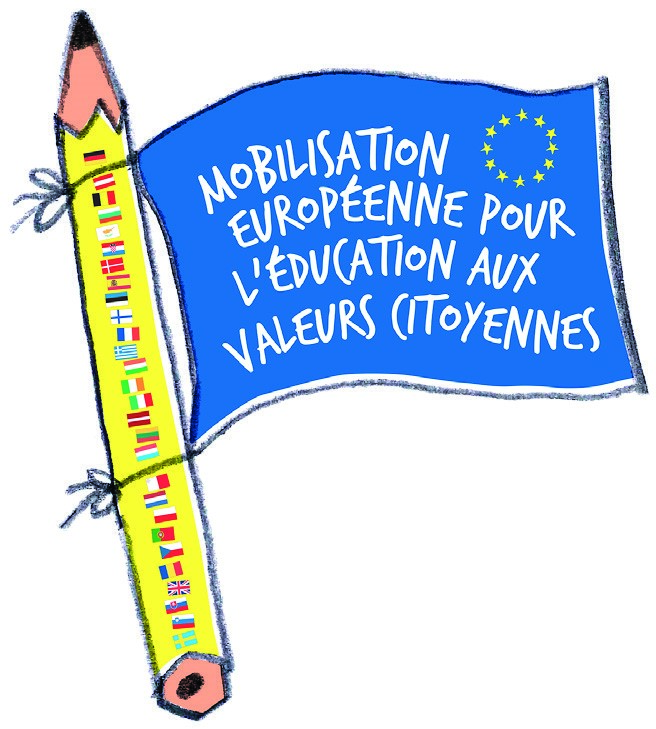 MOBILISATION
EUROPÉENNE POUR
L'ÉDUCATION AUX
VALEURS CITOYENNES